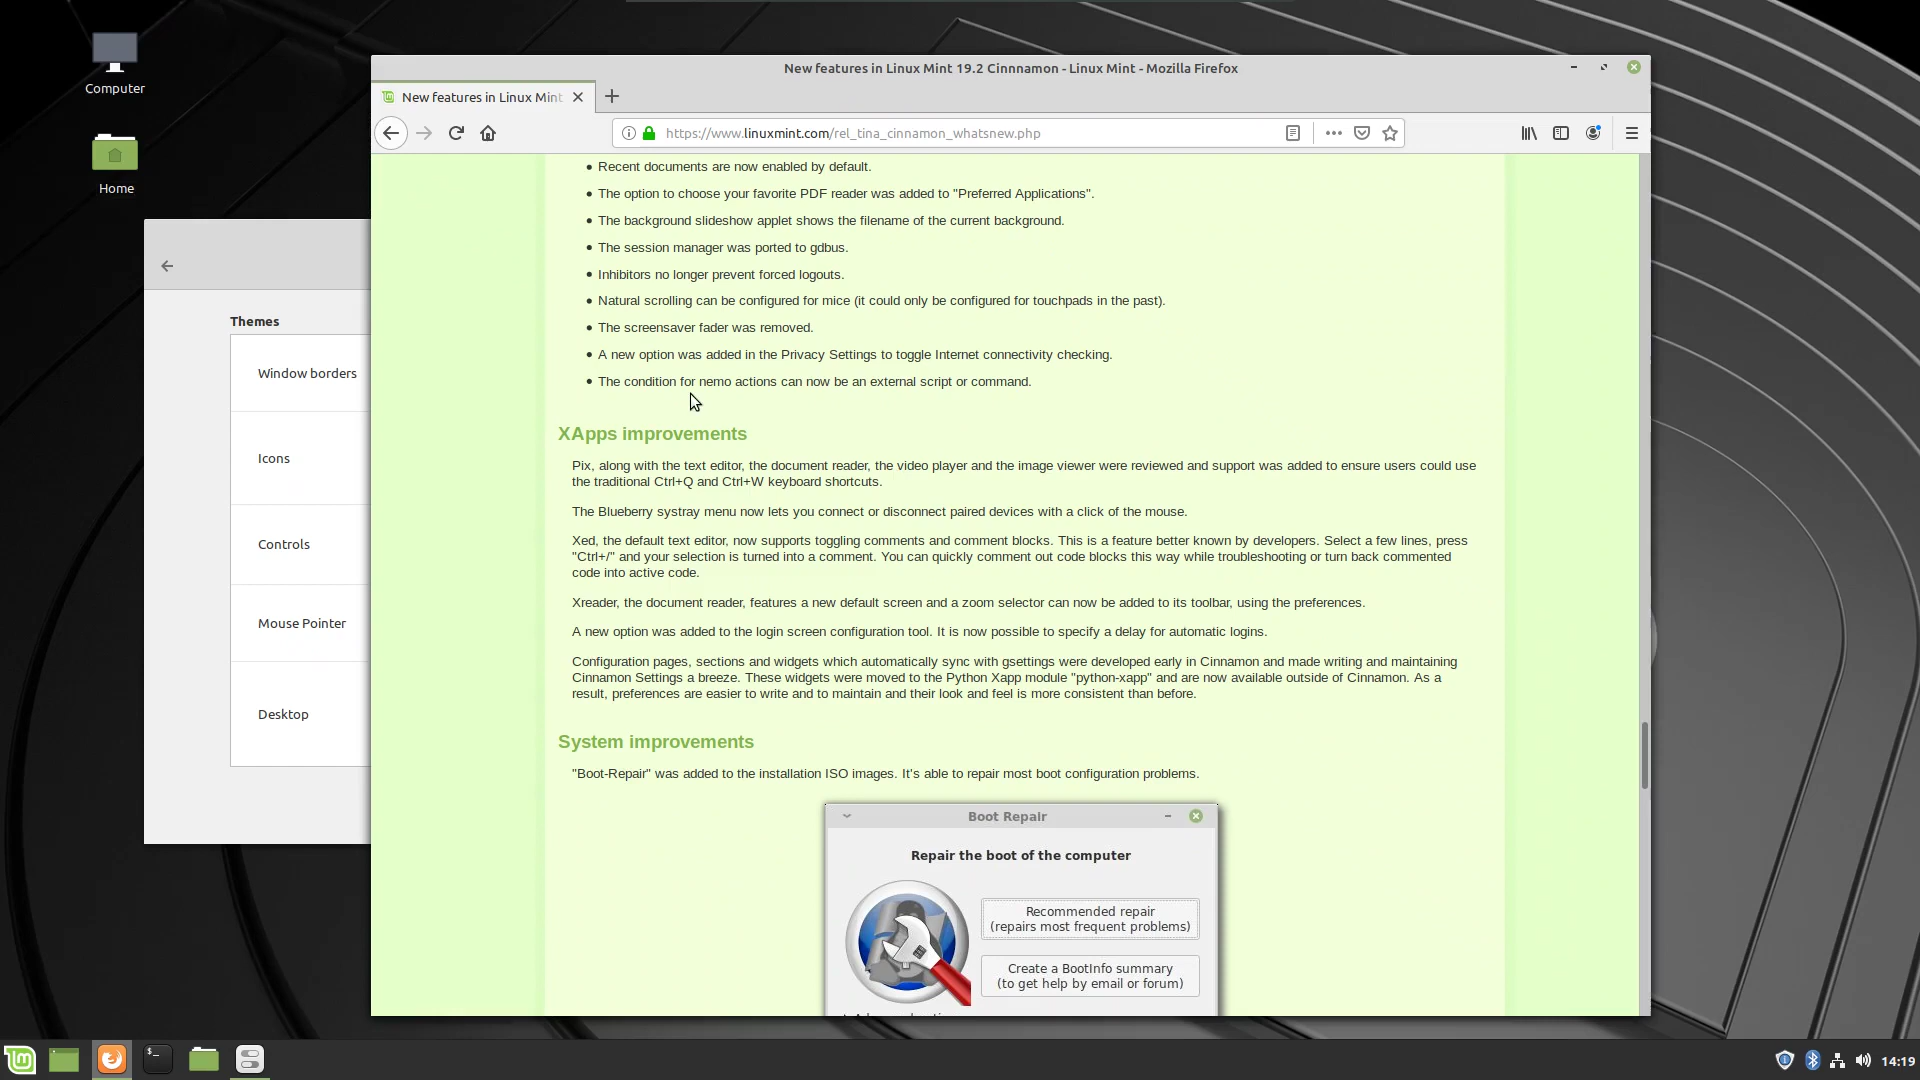 Computer
Home
New features in Linux Mint 19.2 Cinnnamon - Linux Mint - Mozilla Firefox
New features in Linux Mint
https://www.linuxmint.com/rel_tina_cinnamon_whatsnew.php
Themes
Window borders
Icons
Controls
Mouse Pointer
Desktop
• Recent documents are now enabled by default.
• The option to choose your favorite PDF reader was added to "Preferred Applications".
• The background slideshow applet shows the filename of the current background.
• The session manager was ported to gdbus.
• Inhibitors no longer prevent forced logouts.
• Natural scrolling can be configured for mice (it could only be configured for touchpads in the past).
• The screensaver fader was removed.
• A new option was added in the Privacy Settings to toggle Internet connectivity checking.
• The condition for nemo actions can now be an external script or command.
XApps improvements
Pix, along with the text editor, the document reader, the video player and the image viewer were reviewed and support was added to ensure users could use
the traditional Ctrl+Q and Ctrl+W keyboard shortcuts.
The Blueberry systray menu now lets you connect or disconnect paired devices with a click of the mouse.
Xed, the default text editor, now supports toggling comments and comment blocks. This is a feature better known by developers. Select a few lines, press
"Ctrl+/" and your selection is turned into a comment. You can quickly comment out code blocks this way while troubleshooting or turn back commented
code into active code.
Xreader, the document reader, features a new default screen and a zoom selector can now be added to its toolbar, using the preferences.
A new option was added to the login screen configuration tool. It is now possible to specify a delay for automatic logins.
Configuration pages, sections and widgets which automatically sync with gsettings were developed early in Cinnamon and made writing and maintaining
Cinnamon Settings a breeze. These widgets were moved to the Python Xapp module "python-xapp" and are now available outside of Cinnamon. As a
result, preferences are easier to write and to maintain and their look and feel is more consistent than before.
System improvements
"Boot-Repair" was added to the installation ISO images. It's able to repair most boot configuration problems.
Boot Repair
Repair the boot of the computer
Recommended repair
(repairs most frequent problems)
Create a BootInfo summary
(to get help by email or forum)
14:19